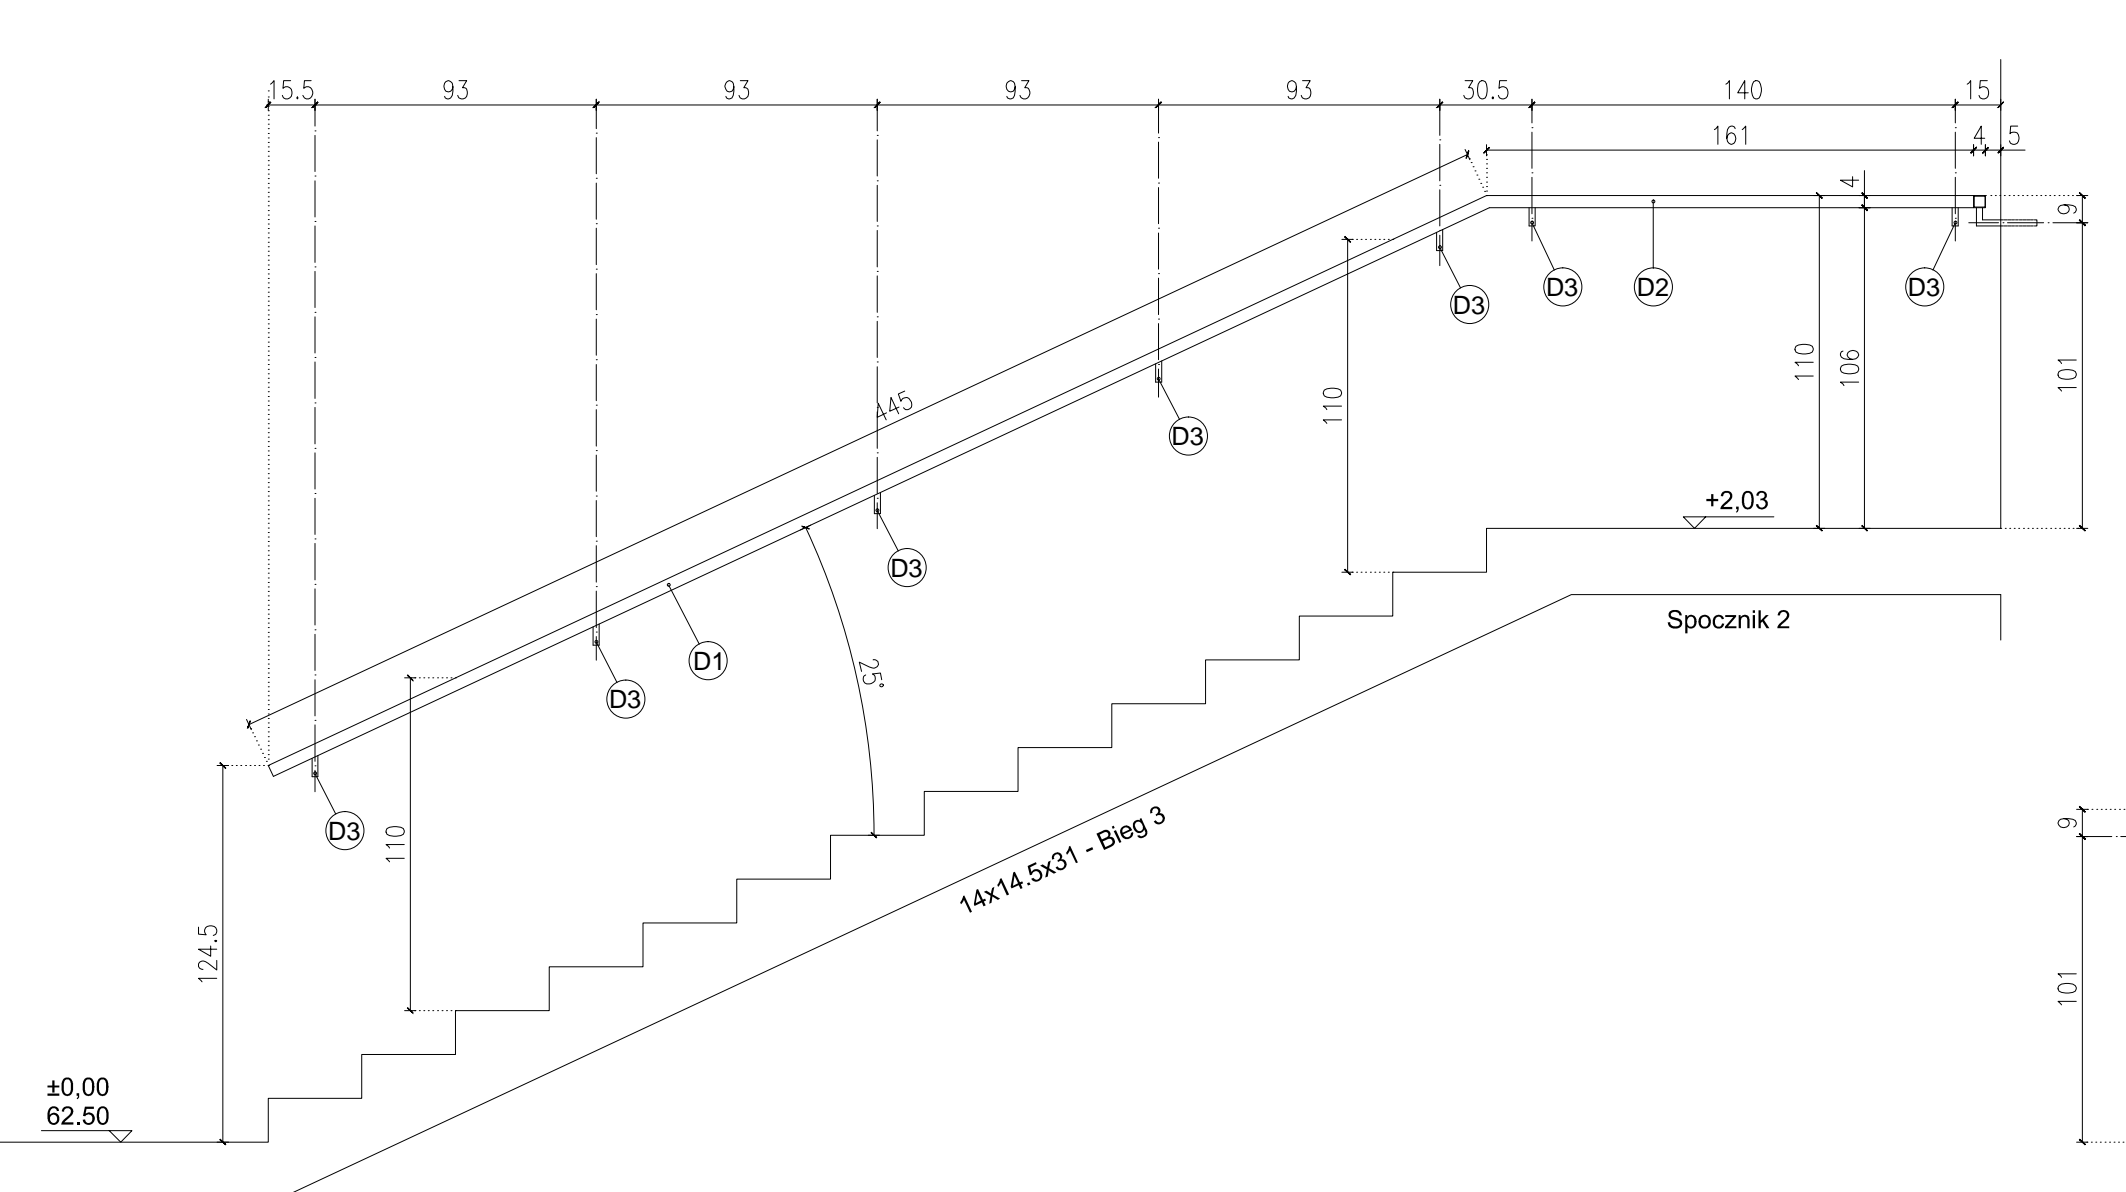 15.5 93 93 93 93 30.5 140 15
161 4 5
4
9
D3 D2 D3
D3
445
110 110 106 101
D3
+2,03
D3
Spocznik 2
D1
25°
D3
D3
110
9
14x14.5x31 - Bieg 3
124.5
101
±0,00
62.50